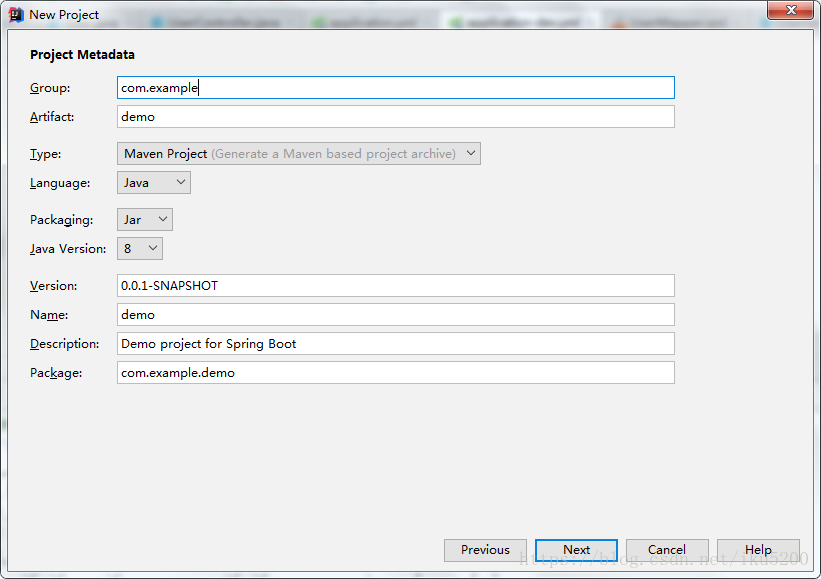 New Project
Project Metadata
Group: com.example
Artifact: demo
Type: Maven Project (Generate a Maven based project archive)
Language: Java
Packaging: Jar
Java Version: 8
Version: 0.0.1-SNAPSHOT
Name: demo
Description: Demo project for Spring Boot
Package: com.example.demo
Previous Next Cancel Help
https://blog.csdn.net/iku5200